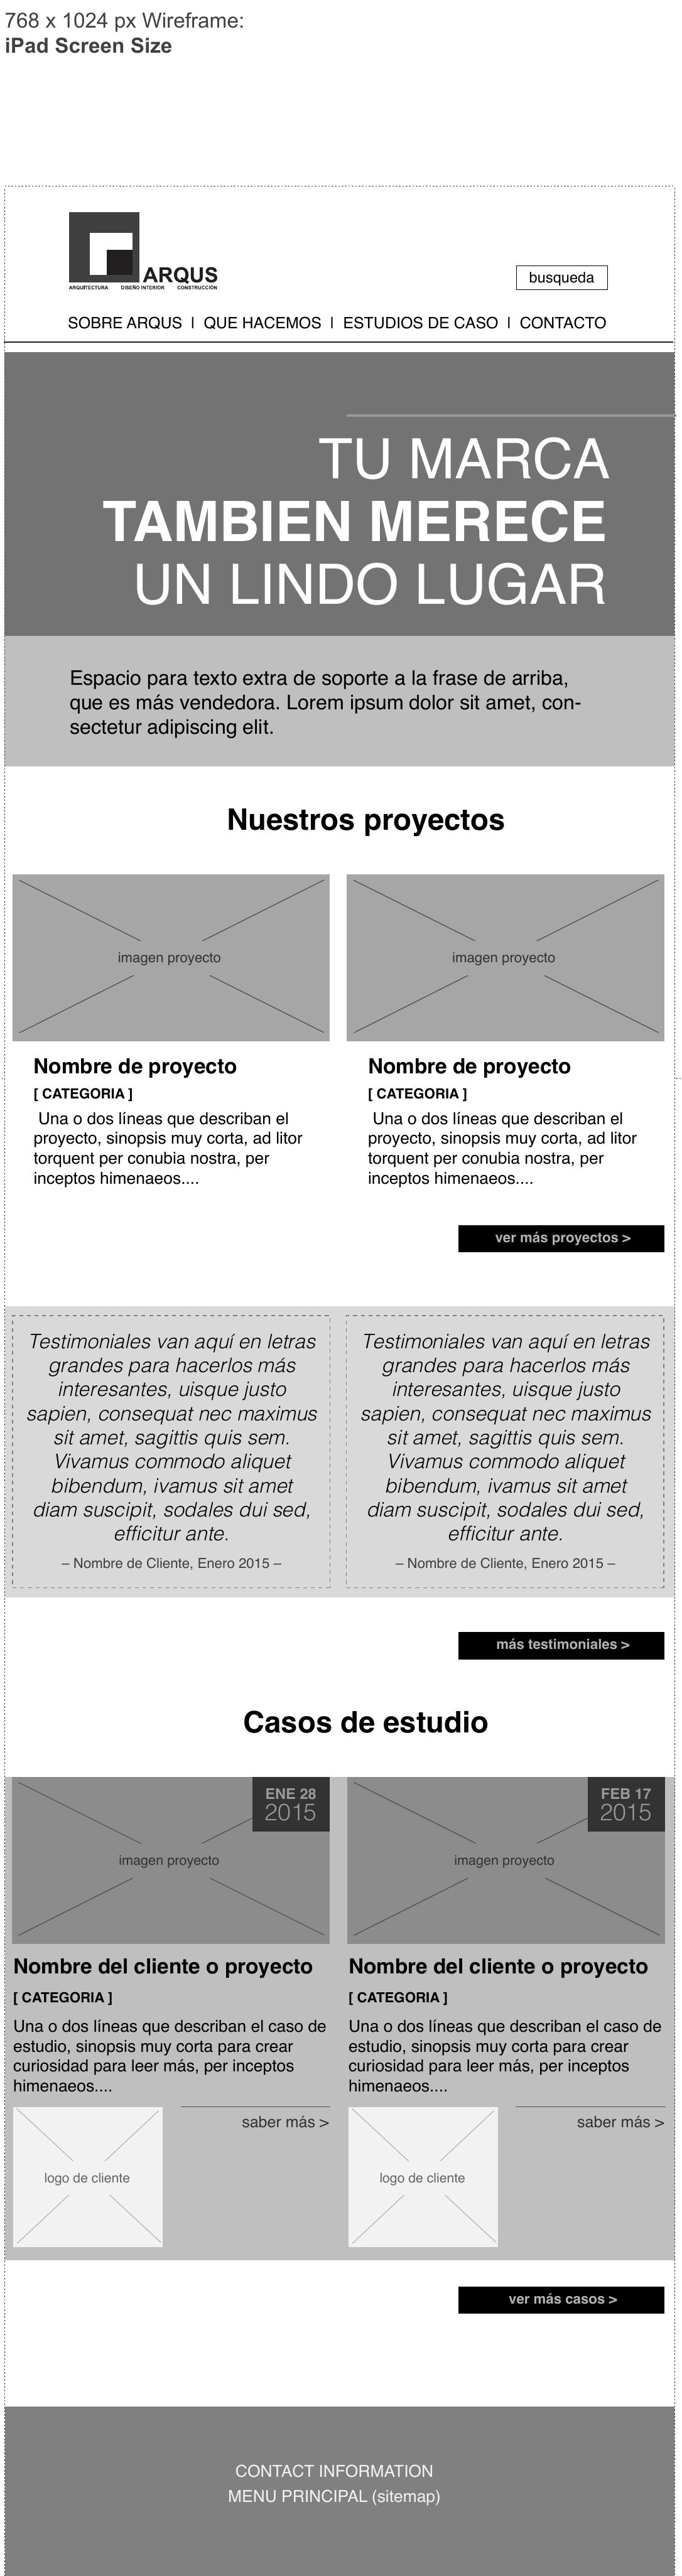 768 x 1024 px Wireframe:
iPad Screen Size
ARQUS
ARQUITECTURA DISEÑO INTERIOR CONSTRUCCIÓN
busqueda
SOBRE ARQUS | QUE HACEMOS | ESTUDIOS DE CASO | CONTACTO
TU MARCA
TAMBIEN MERECE
UN LINDO LUGAR
Espacio para texto extra de soporte a la frase de arriba,
que es más vendedora. Lorem ipsum dolor sit amet, con-
sectetur adipiscing elit.
Nuestros proyectos
imagen proyecto
Nombre de proyecto
[ CATEGORIA ]
Una o dos líneas que describan el
proyecto, sinopsis muy corta, ad litor
torquent per conubia nostra, per
inceptos himenaeos....
imagen proyecto
Nombre de proyecto
[ CATEGORIA ]
Una o dos líneas que describan el
proyecto, sinopsis muy corta, ad litor
torquent per conubia nostra, per
inceptos himenaeos....
ver más proyectos >
Testimoniales van aquí en letras
grandes para hacerlos más
interesantes, uisque justo
sapien, consequat nec maximus
sit amet, sagittis quis sem.
Vivamus commodo aliquet
bibendum, ivamus sit amet
diam suscipit, sodales dui sed,
efficitur ante.
– Nombre de Cliente, Enero 2015 –
Testimoniales van aquí en letras
grandes para hacerlos más
interesantes, uisque justo
sapien, consequat nec maximus
sit amet, sagittis quis sem.
Vivamus commodo aliquet
bibendum, ivamus sit amet
diam suscipit, sodales dui sed,
efficitur ante.
– Nombre de Cliente, Enero 2015 –
más testimoniales >
Casos de estudio
ENE 28
2015
imagen proyecto
Nombre del cliente o proyecto
[ CATEGORIA ]
Una o dos líneas que describan el caso de
estudio, sinopsis muy corta para crear
curiosidad para leer más, per inceptos
himenaeos....
saber más >
logo de cliente
FEB 17
2015
imagen proyecto
Nombre del cliente o proyecto
[ CATEGORIA ]
Una o dos líneas que describan el caso de
estudio, sinopsis muy corta para crear
curiosidad para leer más, per inceptos
himenaeos....
saber más >
logo de cliente
ver más casos >
CONTACT INFORMATION
MENU PRINCIPAL (sitemap)